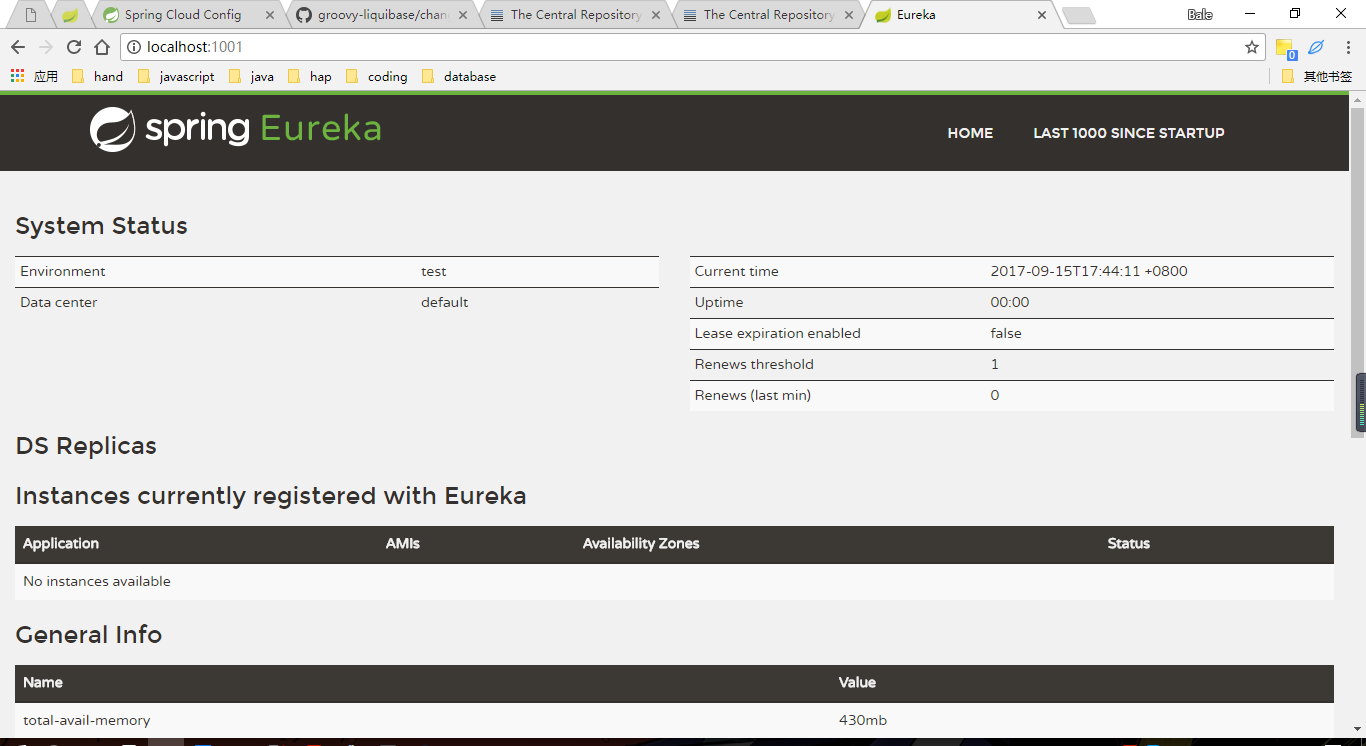 Spring Cloud Config
groovy-liquibase/chan
The Central Repository
The Central Repository
Eureka
Bale
localhost:1001
0
应用 hand javascript java hap coding database 其他书签
spring Eureka
HOME LAST 1000 SINCE STARTUP
System Status
Environment test
Data center default
Current time 2017-09-15T17:44:11 +0800
Uptime 00:00
Lease expiration enabled false
Renews threshold 1
Renews (last min) 0
DS Replicas
Instances currently registered with Eureka
Application AMIs Availability Zones Status
No instances available
General Info
Name Value
total-avail-memory 430mb